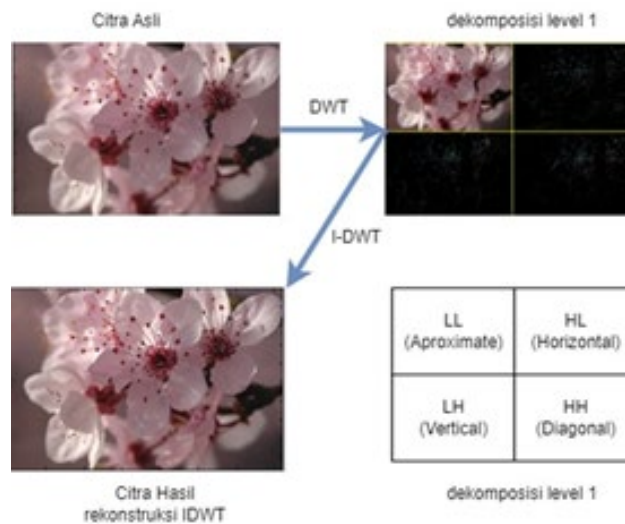 Citra Asli
dekomposisi level 1
DWT
I-DWT
LL
(Aproximate)
HL
(Horizontal)
LH
(Vertical)
HH
(Diagonal)
Citra Hasil
rekonstruksi IDWT
dekomposisi level 1